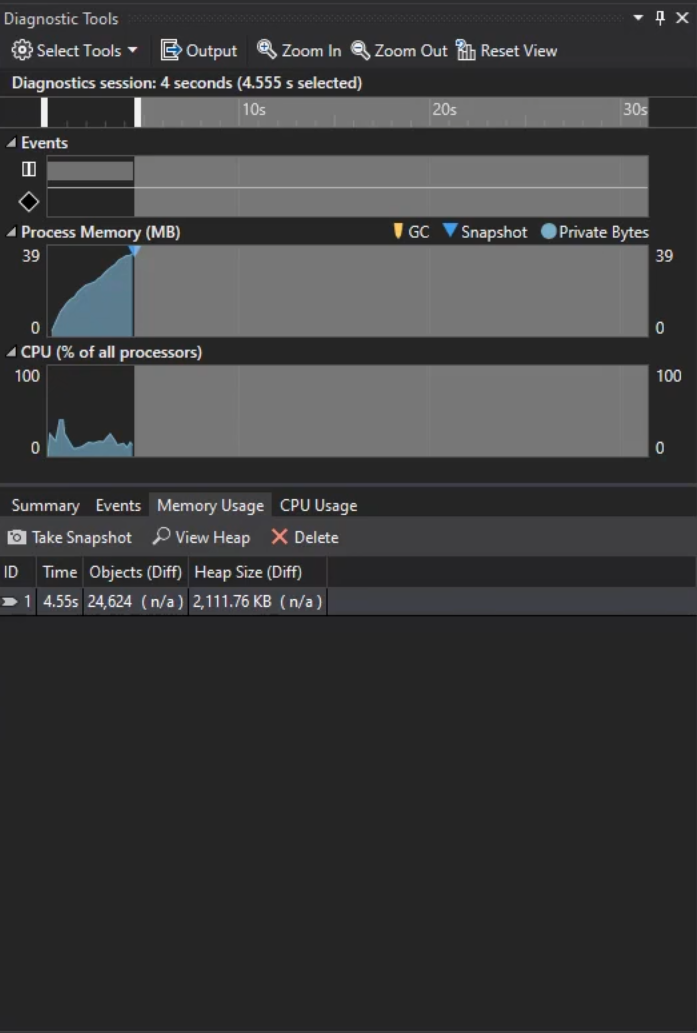 Diagnostic Tools
Select Tools Output Zoom In Zoom Out Reset View
Diagnostics session: 4 seconds (4.555 s selected)
10s 20s 30s
Events
Process Memory (MB) GC Snapshot Private Bytes
39 39
0 0
CPU (% of all processors)
100 100
0 0
Summary Events Memory Usage CPU Usage
Take Snapshot View Heap Delete
ID Time Objects (Diff) Heap Size (Diff)
1 4.55s 24,624 ( n/a ) 2,111.76 KB ( n/a )